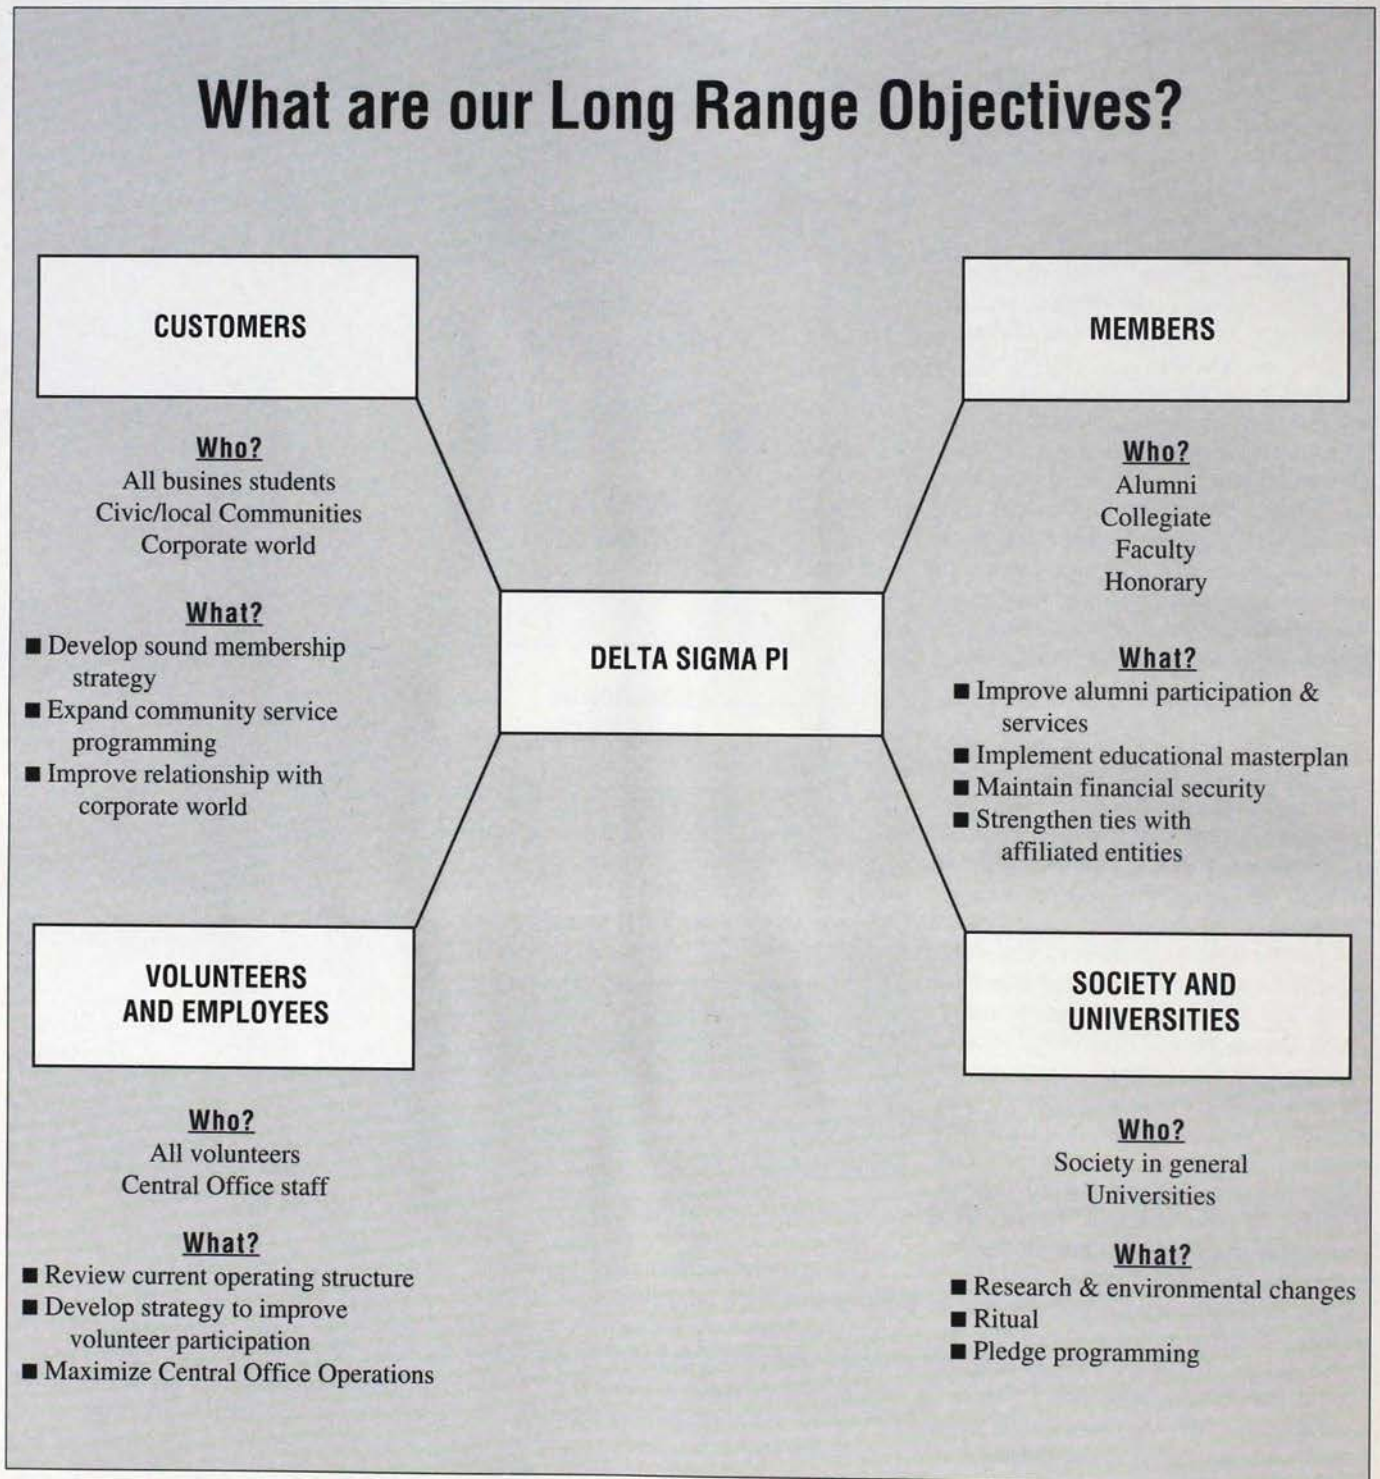 What are our Long Range Objectives?
CUSTOMERS
Who?
All busines students
Civic/local Communities
Corporate world
What?
■ Develop sound membership
strategy
■ Expand community service
programming
■ Improve relationship with
corporate world
MEMBERS
Who?
Alumni
Collegiate
Faculty
Honorary
What?
■ Improve alumni participation &
services
■ Implement educational masterplan
■ Maintain financial security
■ Strengthen ties with
affiliated entities
DELTA SIGMA PI
VOLUNTEERS
AND EMPLOYEES
Who?
All volunteers
Central Office staff
What?
■ Review current operating structure
■ Develop strategy to improve
volunteer participation
■ Maximize Central Office Operations
SOCIETY AND
UNIVERSITIES
Who?
Society in general
Universities
What?
■ Research & environmental changes
■ Ritual
■ Pledge programming